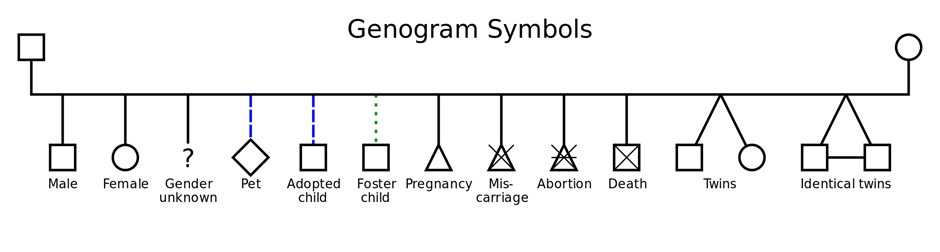 Genogram Symbols
?
Male
Female
Gender
unknown
Pet
Adopted
child
Foster
child
Pregnancy
Mis-
carriage
Abortion
Death
Twins
Identical twins